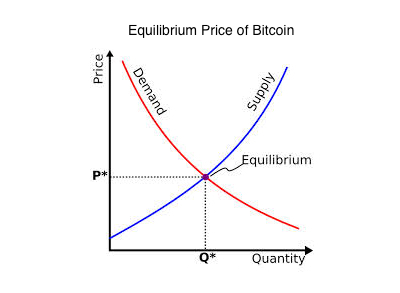 Equilibrium Price of Bitcoin
Price
Demand
Supply
Equilibrium
P*
Q*
Quantity